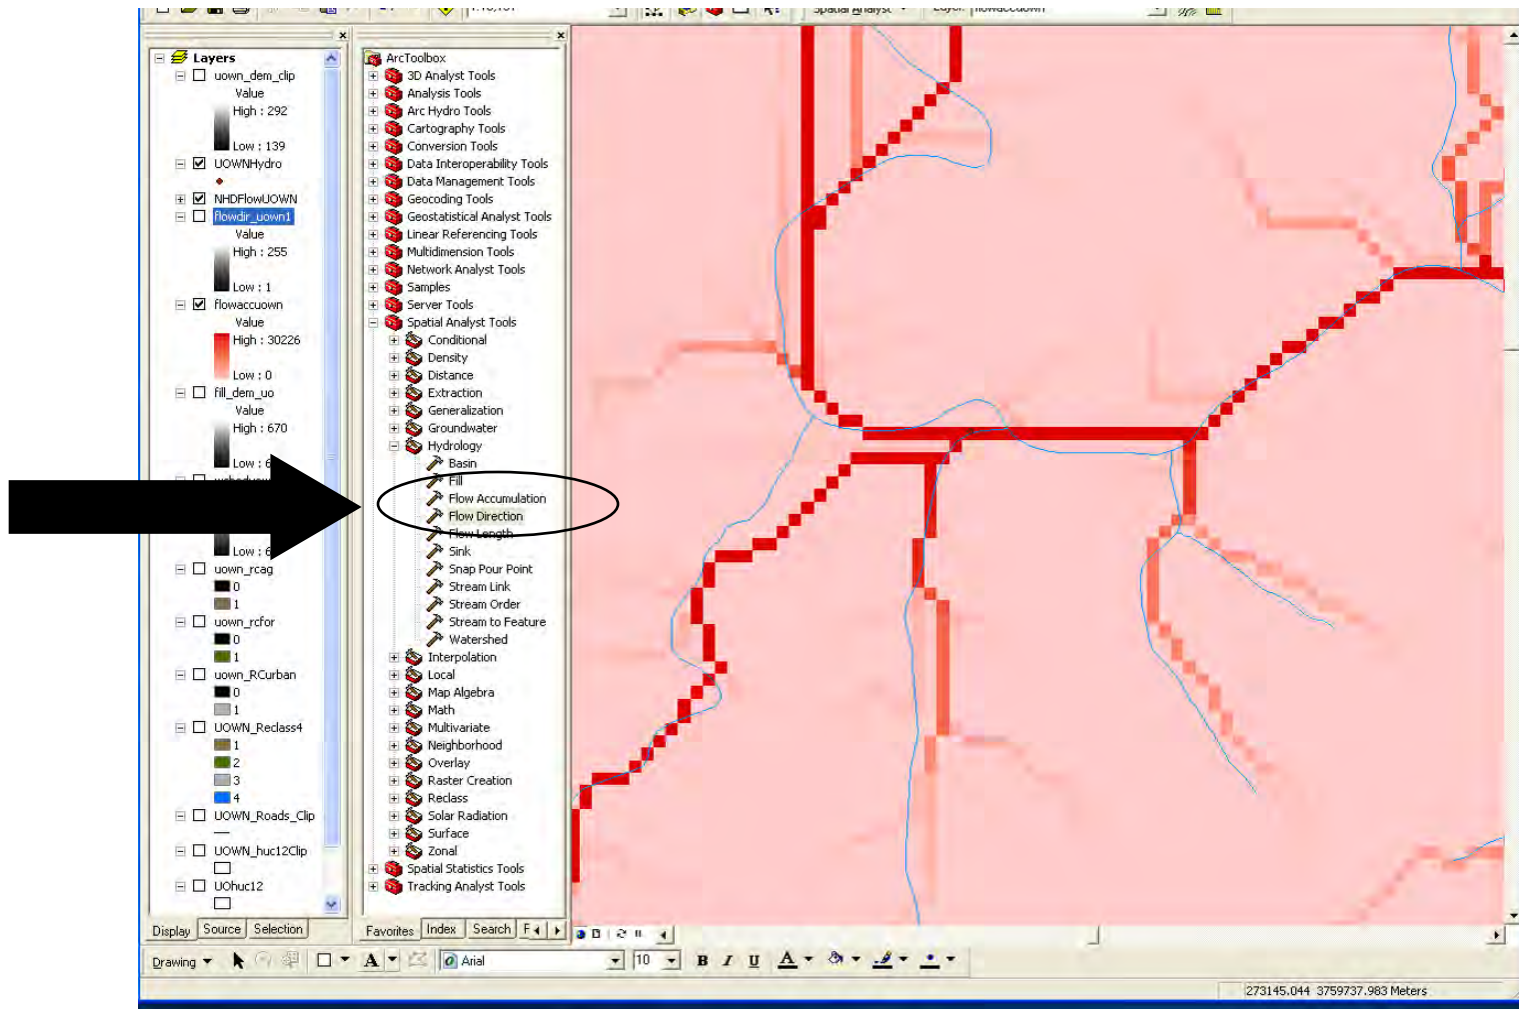 Spatial Analyst
Layer: flowaccuown
Layers
uown_dem_clip
Value
High : 292
Low : 139
UOWNHydro
NHDFlowUOWN
flowdir_uown1
Value
High : 255
Low : 1
flowaccuown
Value
High : 30226
Low : 0
fill_dem_uo
Value
High : 670
Low : 6
Low : 6
uown_rcag
0
1
uown_rcfor
0
1
uown_RCurban
0
1
UOWN_Reclass4
1
2
3
4
UOWN_Roads_Clip
UOWN_huc12Clip
UOhuc12
Display Source Selection
ArcToolbox
3D Analyst Tools
Analysis Tools
Arc Hydro Tools
Cartography Tools
Conversion Tools
Data Interoperability Tools
Data Management Tools
Geocoding Tools
Geostatistical Analyst Tools
Linear Referencing Tools
Multidimension Tools
Network Analyst Tools
Samples
Server Tools
Spatial Analyst Tools
Conditional
Density
Distance
Extraction
Generalization
Groundwater
Hydrology
Basin
Fill
Flow Accumulation
Flow Direction
Flow Length
Sink
Snap Pour Point
Stream Link
Stream Order
Stream to Feature
Watershed
Interpolation
Local
Map Algebra
Math
Multivariate
Neighborhood
Overlay
Raster Creation
Reclass
Solar Radiation
Surface
Zonal
Spatial Statistics Tools
Tracking Analyst Tools
Favorites Index Search F
Drawing A Arial 10 B I U A
273145.044 3759737.983 Meters